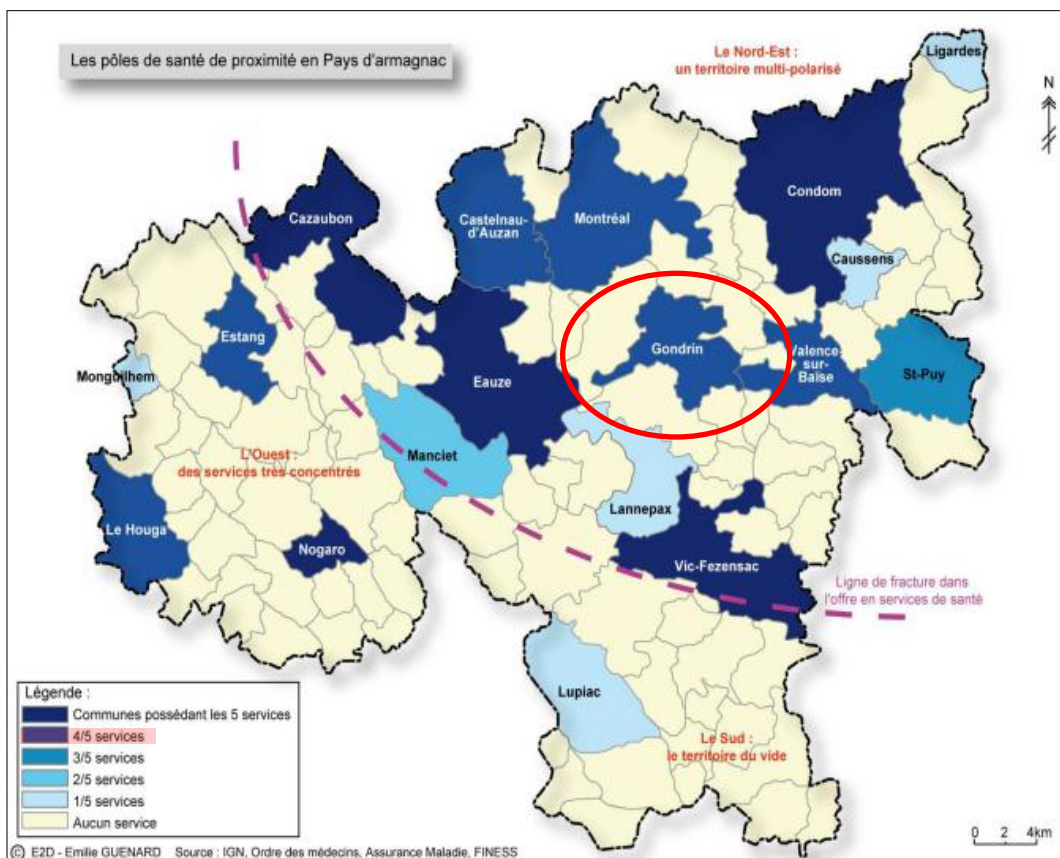 Les pôles de santé de proximité en Pays d'armagnac
Le Nord-Est :
un territoire multi-polarisé
Ligardes
N
Condom
Cazaubon
Castelnau-
d'Auzan
Montréal
Caussens
Estang
Gondrin
Valence-
sur-
Baïse
St-Puy
Monguilhem
Eauze
L'Ouest :
des services très concentrés
Manciet
Lannepax
Le Houga
Nogaro
Vic-Fezensac
Ligne de fracture dans
l'offre en services de santé
Lupiac
Le Sud :
le territoire du vide
Légende :
Communes possédant les 5 services
4/5 services
3/5 services
2/5 services
1/5 services
Aucun service
0 2 4km
© E2D - Emilie GUENARD Source : IGN, Ordre des médecins, Assurance Maladie, FINESS